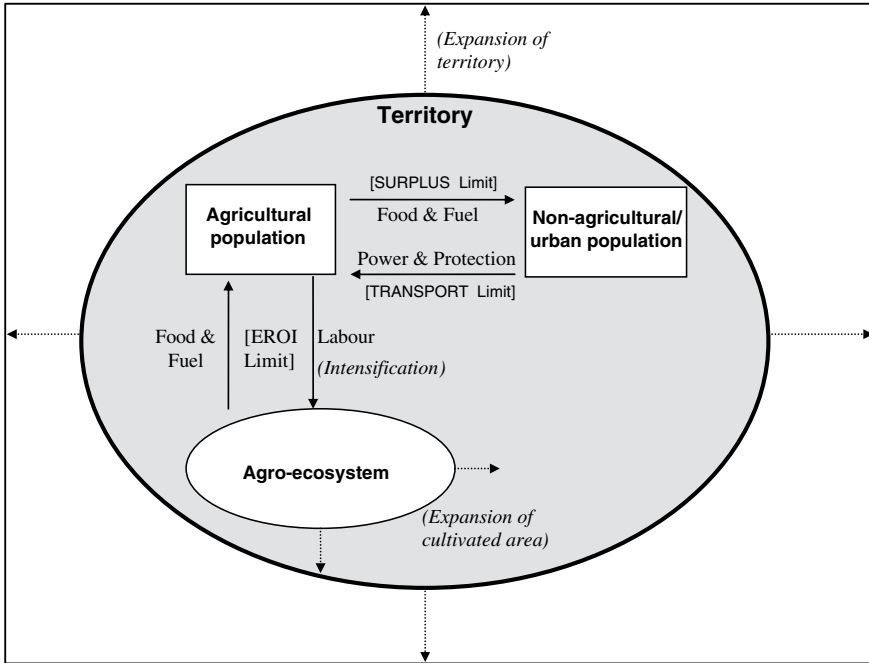 (Expansion of
territory)
Territory
[SURPLUS Limit]
Food & Fuel
Agricultural
population
Non-agricultural/
urban population
Power & Protection
[TRANSPORT Limit]
Food &
Fuel
[EROI
Limit]
Labour
(Intensification)
Agro-ecosystem
(Expansion of
cultivated area)